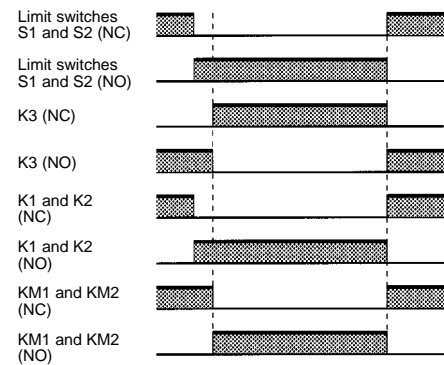 Limit switches
S1 and S2 (NC)
Limit switches
S1 and S2 (NO)
K3 (NC)
K3 (NO)
K1 and K2
(NC)
K1 and K2
(NO)
KM1 and KM2
(NC)
KM1 and KM2
(NO)